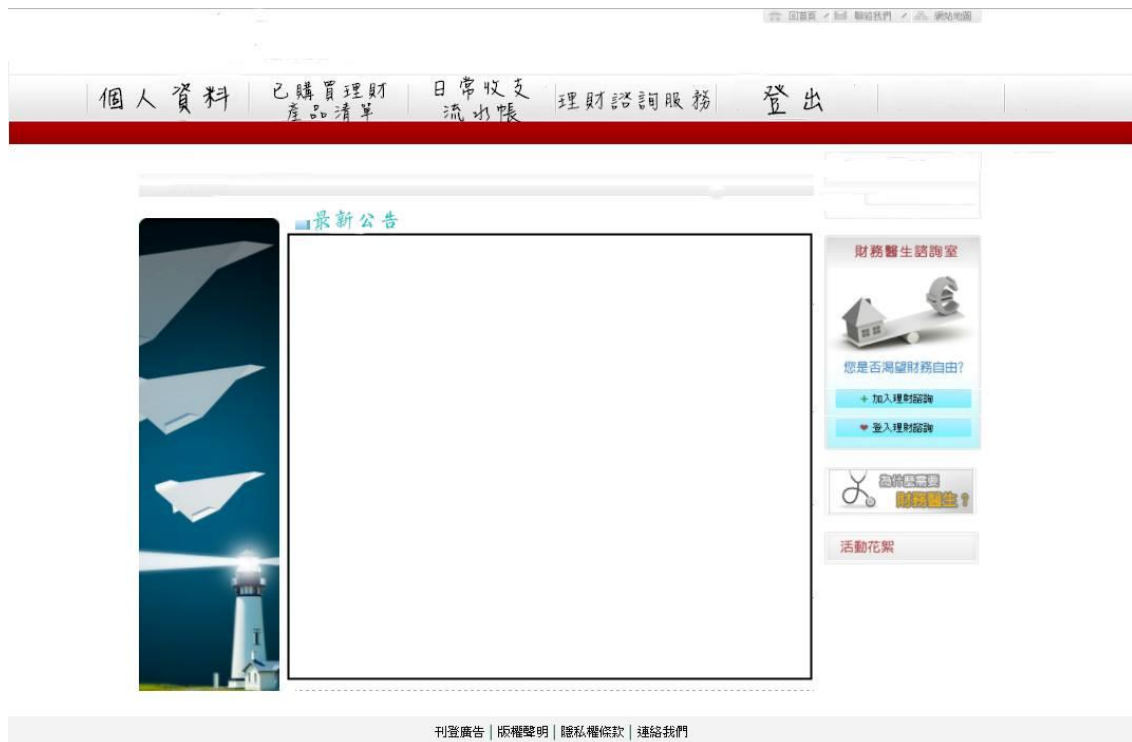 回首頁 / 聯絡我們 / 網站地圖
個人資料
已購買理財
產品清單
日常收支
流水帳
理財諮詢服務
登出
最新公告
財務醫生諮詢室
您是否渴望財務自由?
+ 加入理財諮詢
♥ 登入理財諮詢
為什麼需要
財務醫生?
活動花絮
刊登廣告 | 版權聲明 | 隱私權條款 | 連絡我們